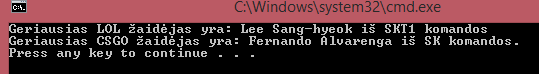 C:\Windows\system32\cmd.exe
Geriausias LOL žaidėjas yra: Lee Sang-hyeok iš SKT1 komandos
Geriausias CSGO žaidėjas yra: Fernando Alvarenga iš SK komandos.
Press any key to continue . . .